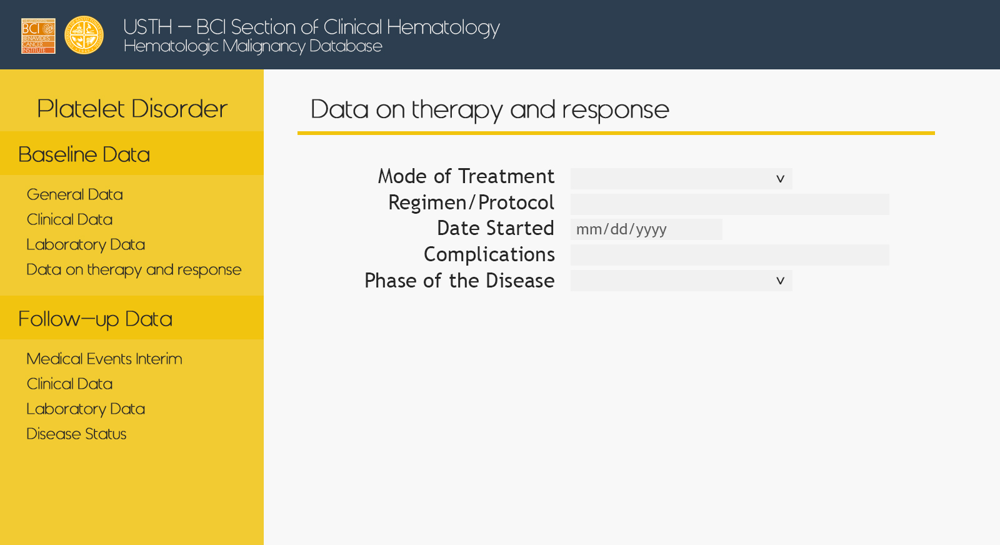 BCI
BENAVIDES
CANCER
INSTITUTE
USTH – BCI Section of Clinical Hematology
Hematologic Malignancy Database
Platelet Disorder
Baseline Data
General Data
Clinical Data
Laboratory Data
Data on therapy and response
Follow-up Data
Medical Events Interim
Clinical Data
Laboratory Data
Disease Status
Data on therapy and response
Mode of Treatment
Regimen/Protocol
Date Started mm/dd/yyyy
Complications
Phase of the Disease